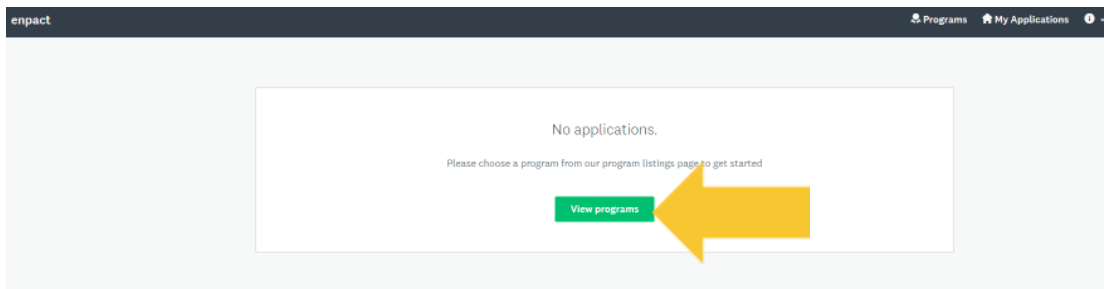 enpact
Programs My Applications
No applications.
Please choose a program from our program listings page to get started
View programs